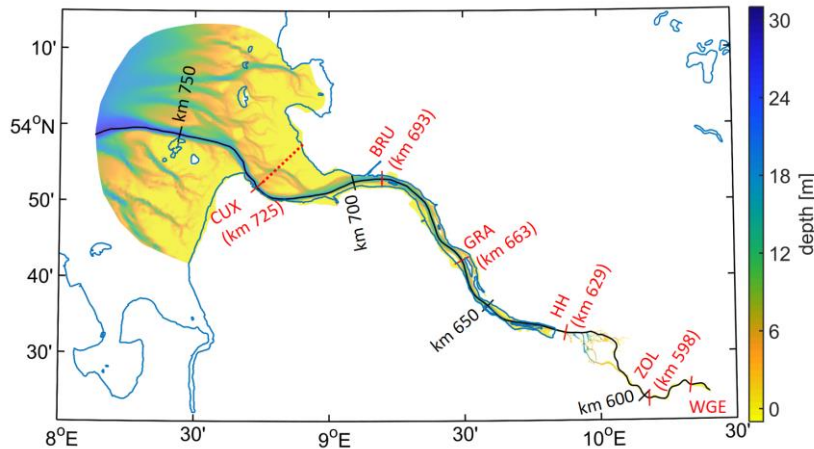 10'
54°N
50'
40'
30'
8°E
30'
9°E
30'
10°E
30'
km 750
CUX
(km 725)
km 700
BRU
(km 693)
GRA
(km 663)
km 650
HH
(km 629)
ZOL
(km 598)
km 600
WGE
30
24
18
12
6
0
depth [m]